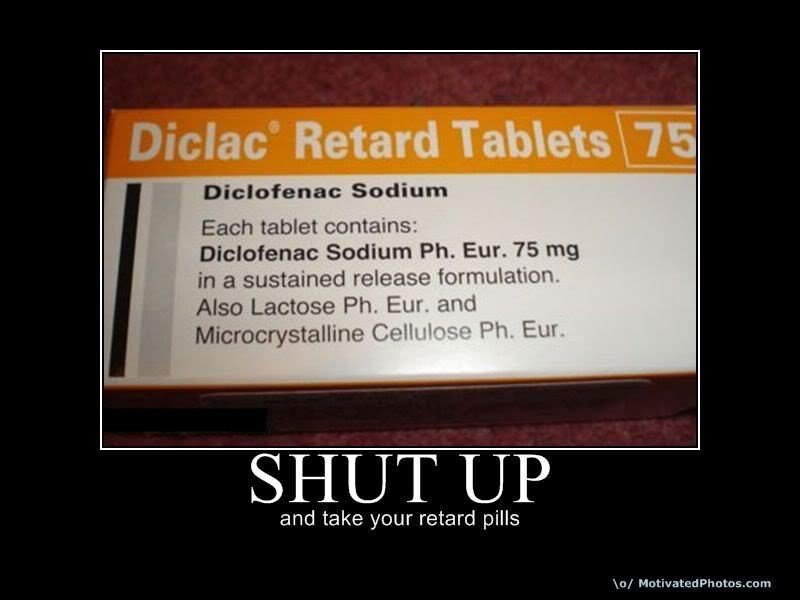 Diclac® Retard Tablets 75
Diclofenac Sodium
Each tablet contains:
Diclofenac Sodium Ph. Eur. 75 mg
in a sustained release formulation.
Also Lactose Ph. Eur. and
Microcrystalline Cellulose Ph. Eur.
SHUT UP
and take your retard pills
\o/ MotivatedPhotos.com